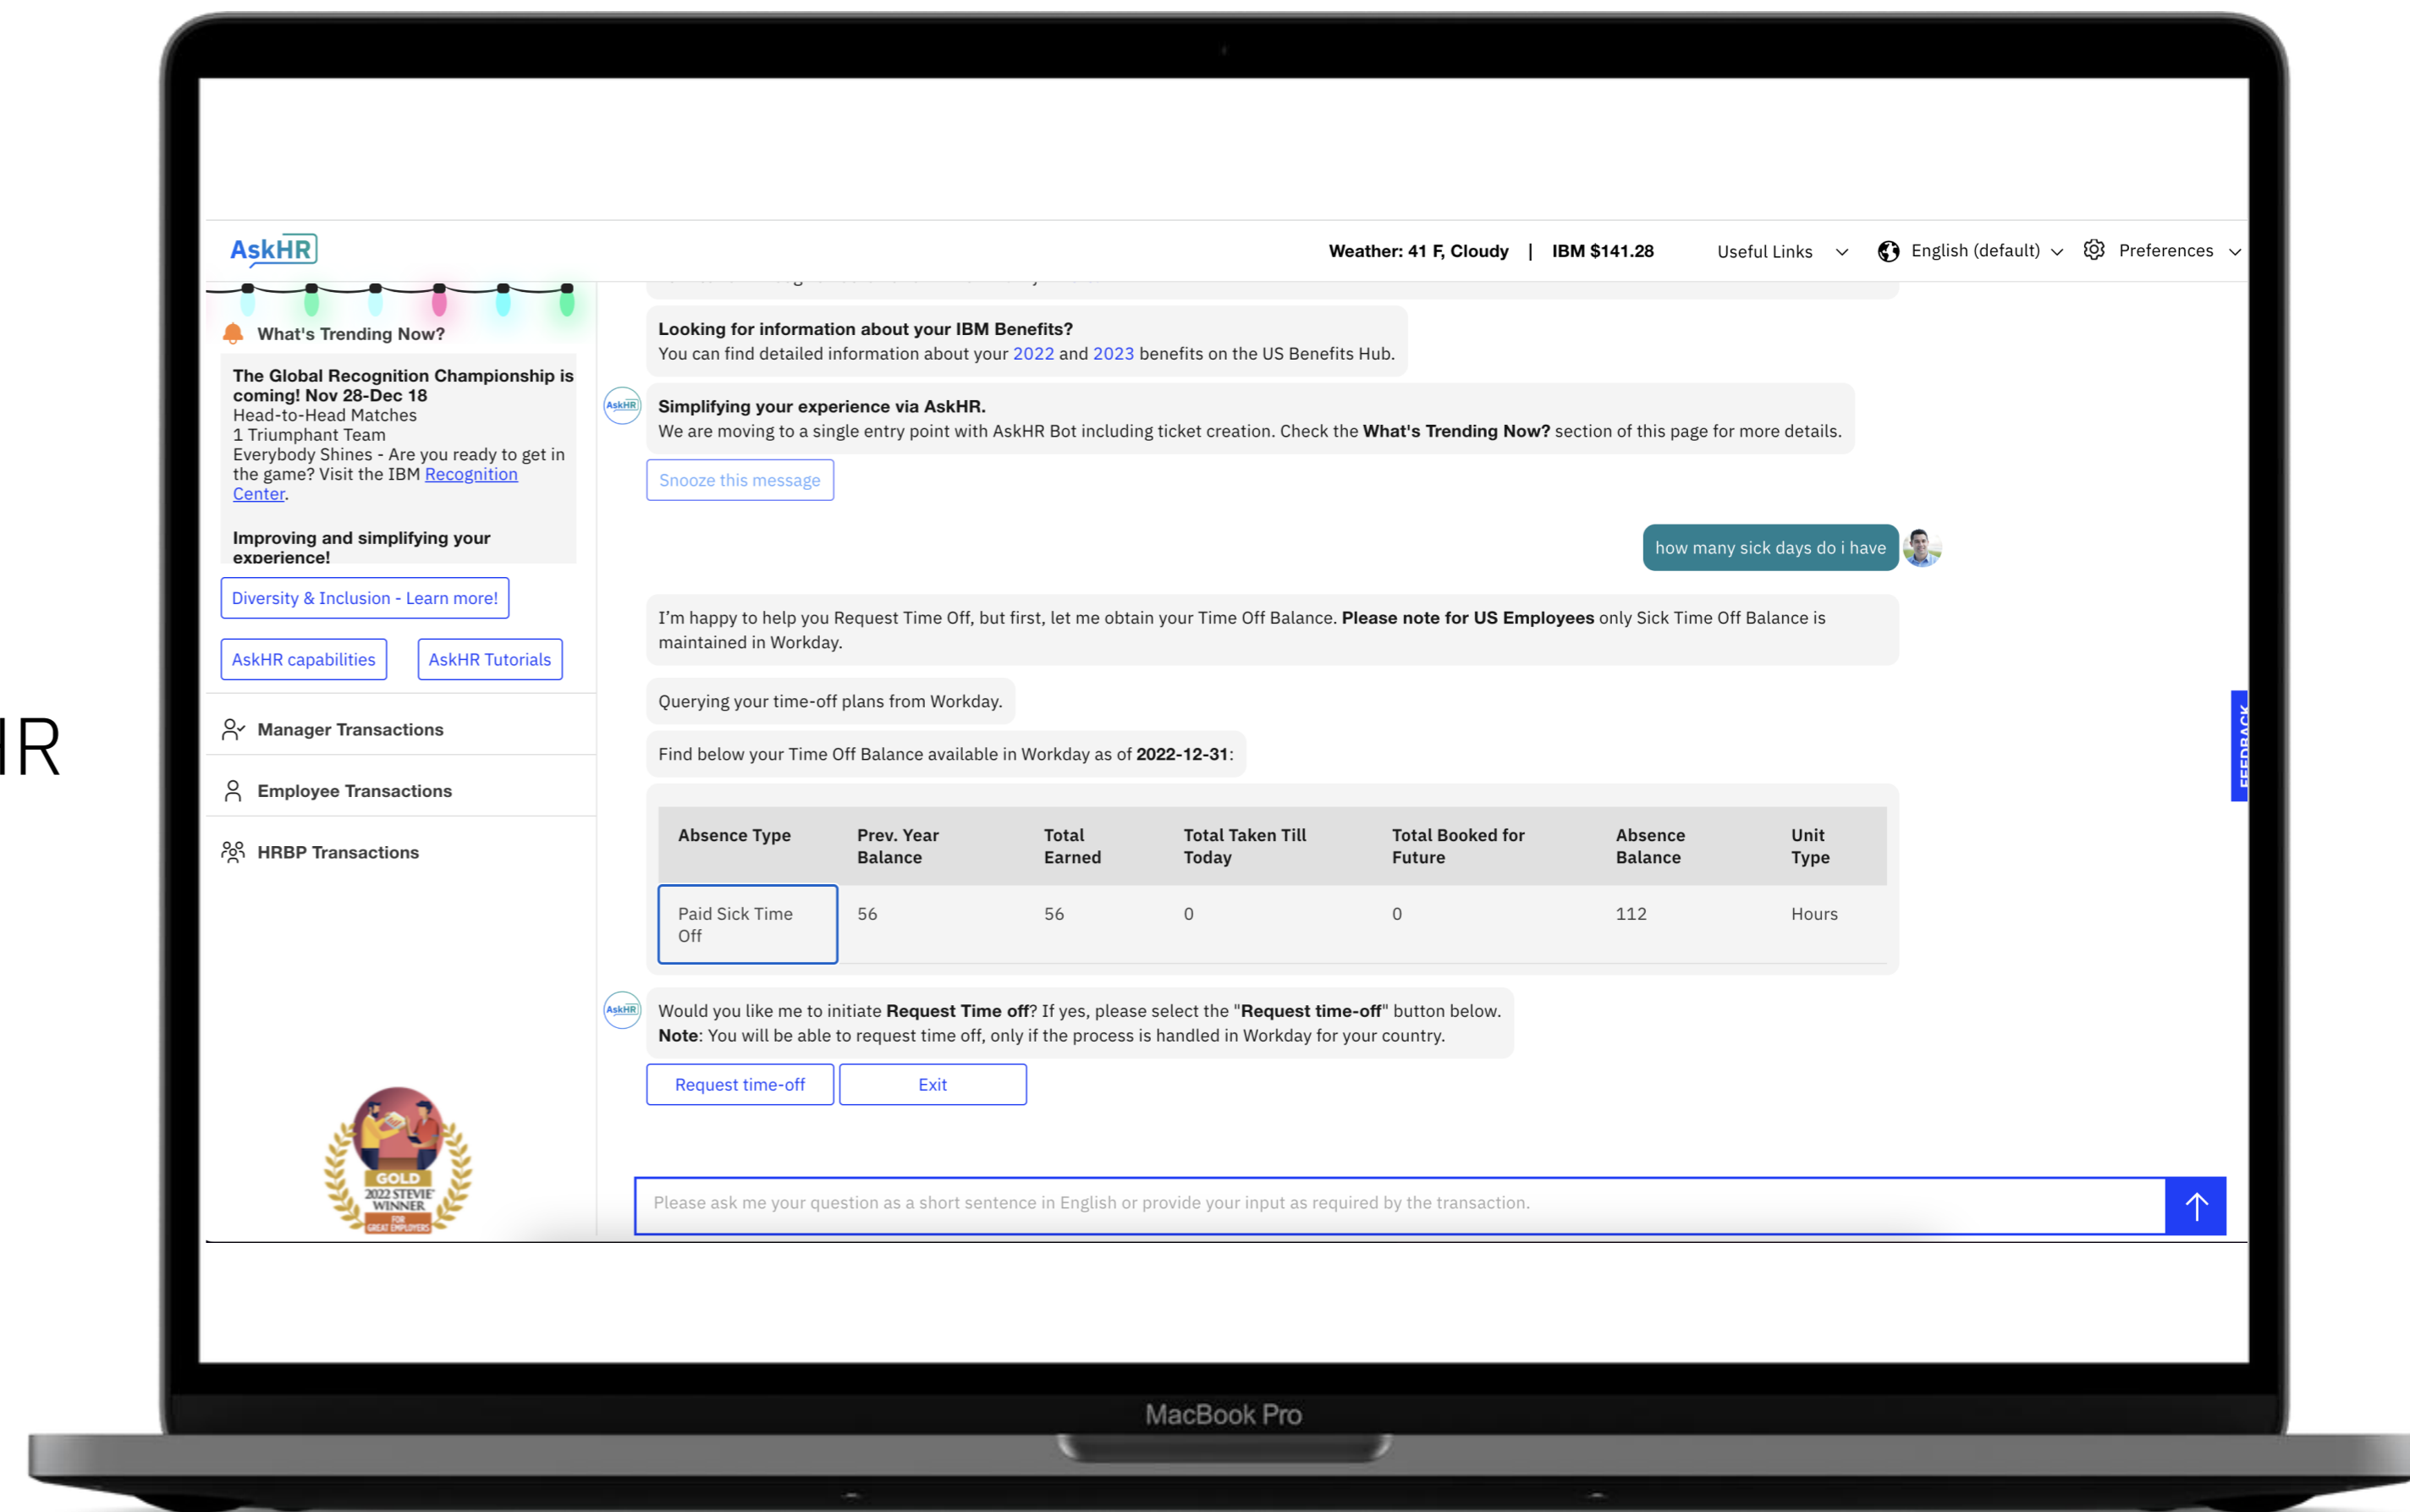 HR
AskHR
Weather: 41 F, Cloudy | IBM $141.28
Useful Links
English (default)
Preferences
What's Trending Now?
The Global Recognition Championship is
coming! Nov 28-Dec 18
Head-to-Head Matches
1 Triumphant Team
Everybody Shines - Are you ready to get in
the game? Visit the IBM Recognition
Center.
Improving and simplifying your
experience!
Diversity & Inclusion - Learn more!
AskHR capabilities
AskHR Tutorials
Manager Transactions
Employee Transactions
HRBP Transactions
GOLD
2022 STEVIE
WINNER
FOR
GREAT EMPLOYERS
Looking for information about your IBM Benefits?
You can find detailed information about your 2022 and 2023 benefits on the US Benefits Hub.
AskHR
Simplifying your experience via AskHR.
We are moving to a single entry point with AskHR Bot including ticket creation. Check the What's Trending Now? section of this page for more details.
Snooze this message
how many sick days do i have
I'm happy to help you Request Time Off, but first, let me obtain your Time Off Balance. Please note for US Employees only Sick Time Off Balance is
maintained in Workday.
Querying your time-off plans from Workday.
Find below your Time Off Balance available in Workday as of 2022-12-31:
Absence Type Prev. Year Balance Total Earned Total Taken Till Today Total Booked for Future Absence Balance Unit Type
Paid Sick Time Off 56 56 0 0 112 Hours
AskHR
Would you like me to initiate Request Time off? If yes, please select the "Request time-off" button below.
Note: You will be able to request time off, only if the process is handled in Workday for your country.
Request time-off
Exit
Please ask me your question as a short sentence in English or provide your input as required by the transaction.
FEEDBACK
MacBook Pro